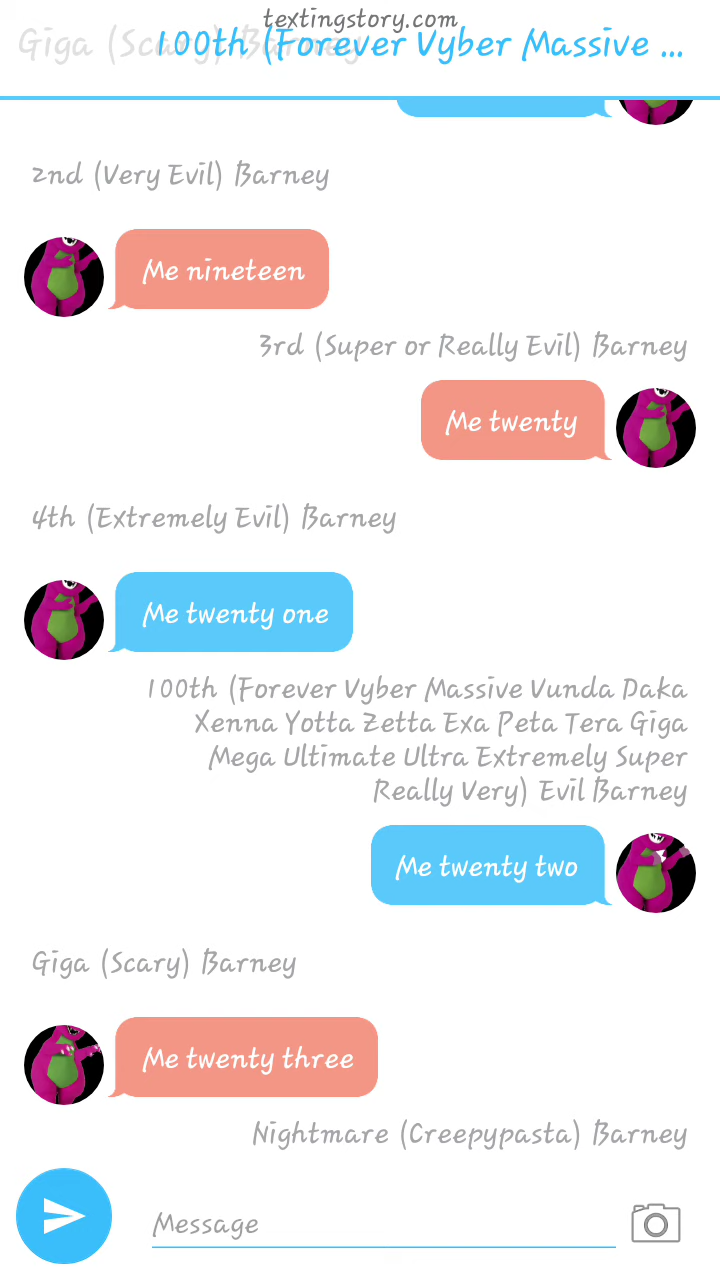 textingstory.com
Giga (Scary) Barney
100th (Forever Vyber Massive ...
2nd (Very Evil) Barney
Me nineteen
3rd (Super or Really Evil) Barney
Me twenty
4th (Extremely Evil) Barney
Me twenty one
100th (Forever Vyber Massive Vunda Daka
Xenna Yotta Zetta Exa Peta Tera Giga
Mega Ultimate Ultra Extremely Super
Really Very) Evil Barney
Me twenty two
Giga (Scary) Barney
Me twenty three
Nightmare (Creepypasta) Barney
Message